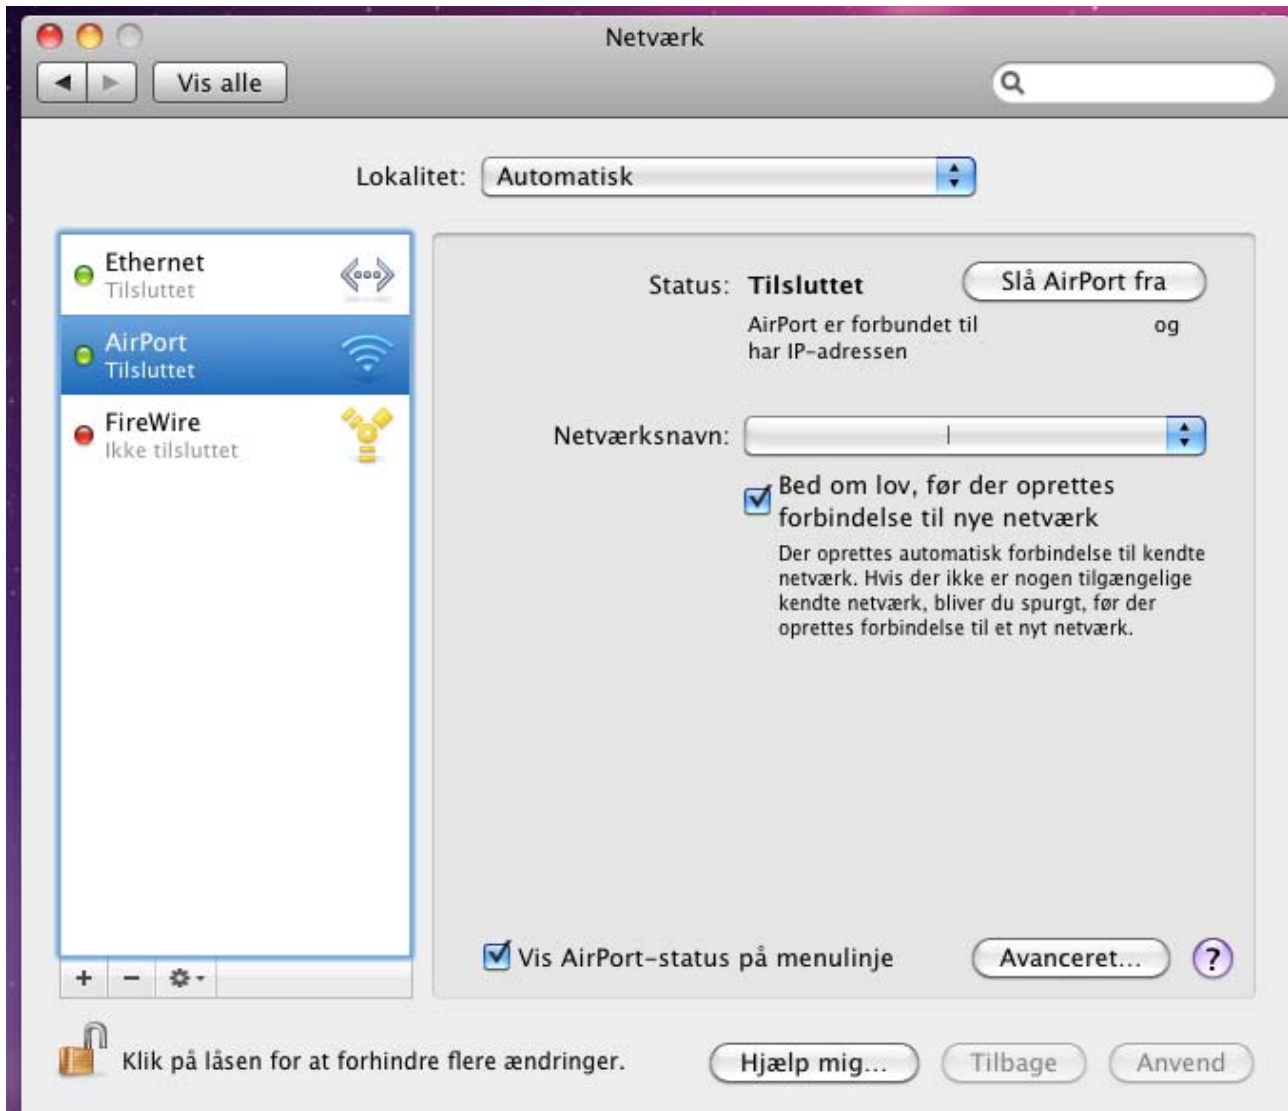 Netværk
Vis alle
Lokalitet: Automatisk
Ethernet
Tilsluttet
AirPort
Tilsluttet
FireWire
Ikke tilsluttet
Status: Tilsluttet
Slå AirPort fra
AirPort er forbundet til og
har IP-adressen
Netværksnavn:
Bed om lov, før der oprettes
forbindelse til nye netværk
Der oprettes automatisk forbindelse til kendte
netværk. Hvis der ikke er nogen tilgængelige
kendte netværk, bliver du spurgt, før der
oprettes forbindelse til et nyt netværk.
Vis AirPort-status på menulinje
Avanceret...
?
Klik på låsen for at forhindre flere ændringer.
Hjælp mig...
Tilbage
Anvend